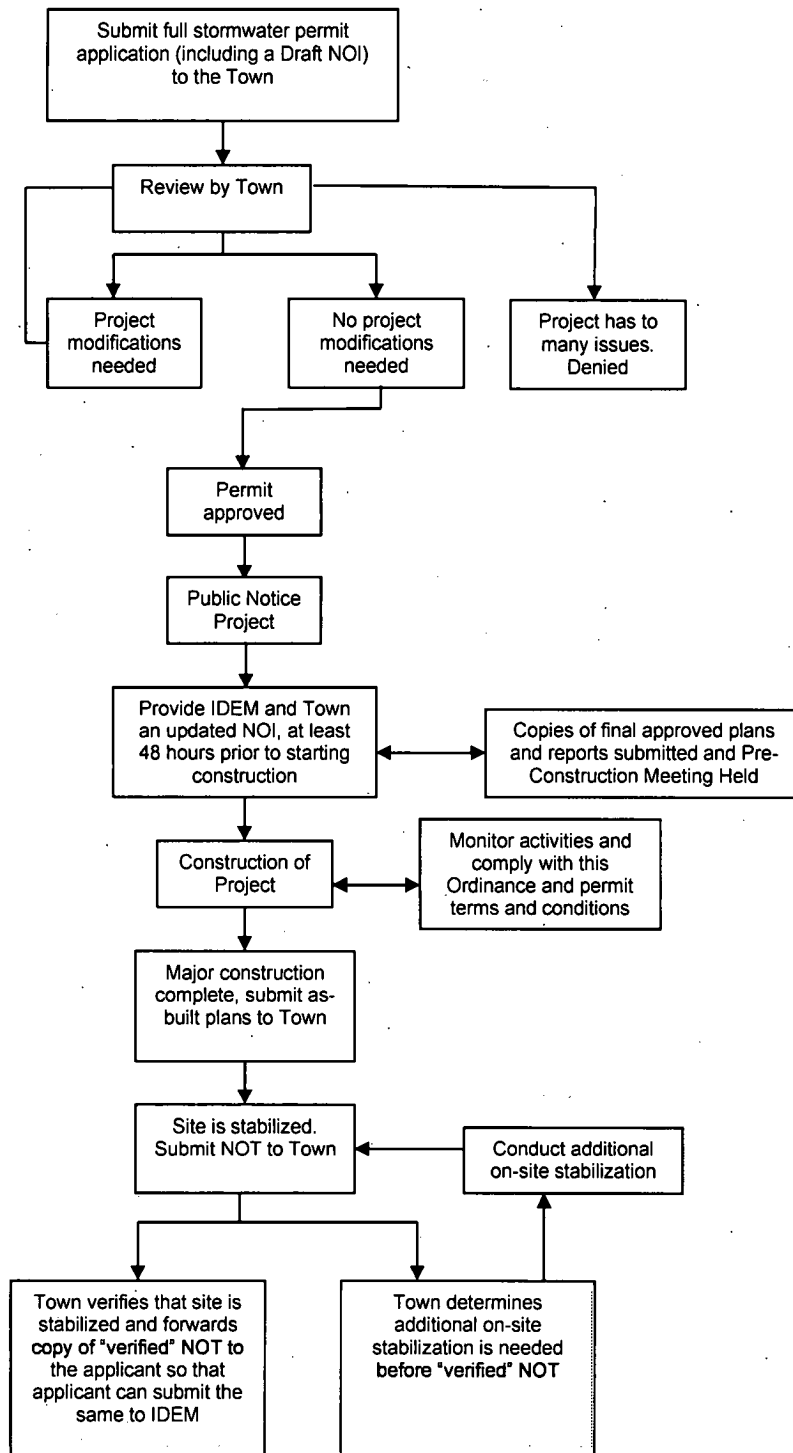 Submit full stormwater permit
application (including a Draft NOI)
to the Town
Review by Town
Project
modifications
needed
No project
modifications
needed
Project has to
many issues.
Denied
Permit
approved
Public Notice
Project
Provide IDEM and Town
an updated NOI, at least
48 hours prior to starting
construction
Copies of final approved plans
and reports submitted and Pre-
Construction Meeting Held
Construction of
Project
Monitor activities and
comply with this
Ordinance and permit
terms and conditions
Major construction
complete, submit as-
built plans to Town
Site is stabilized.
Submit NOT to Town
Conduct additional
on-site stabilization
Town verifies that site is
stabilized and forwards
copy of "verified" NOT to
the applicant so that
applicant can submit the
same to IDEM
Town determines
additional on-site
stabilization is needed
before "verified" NOT